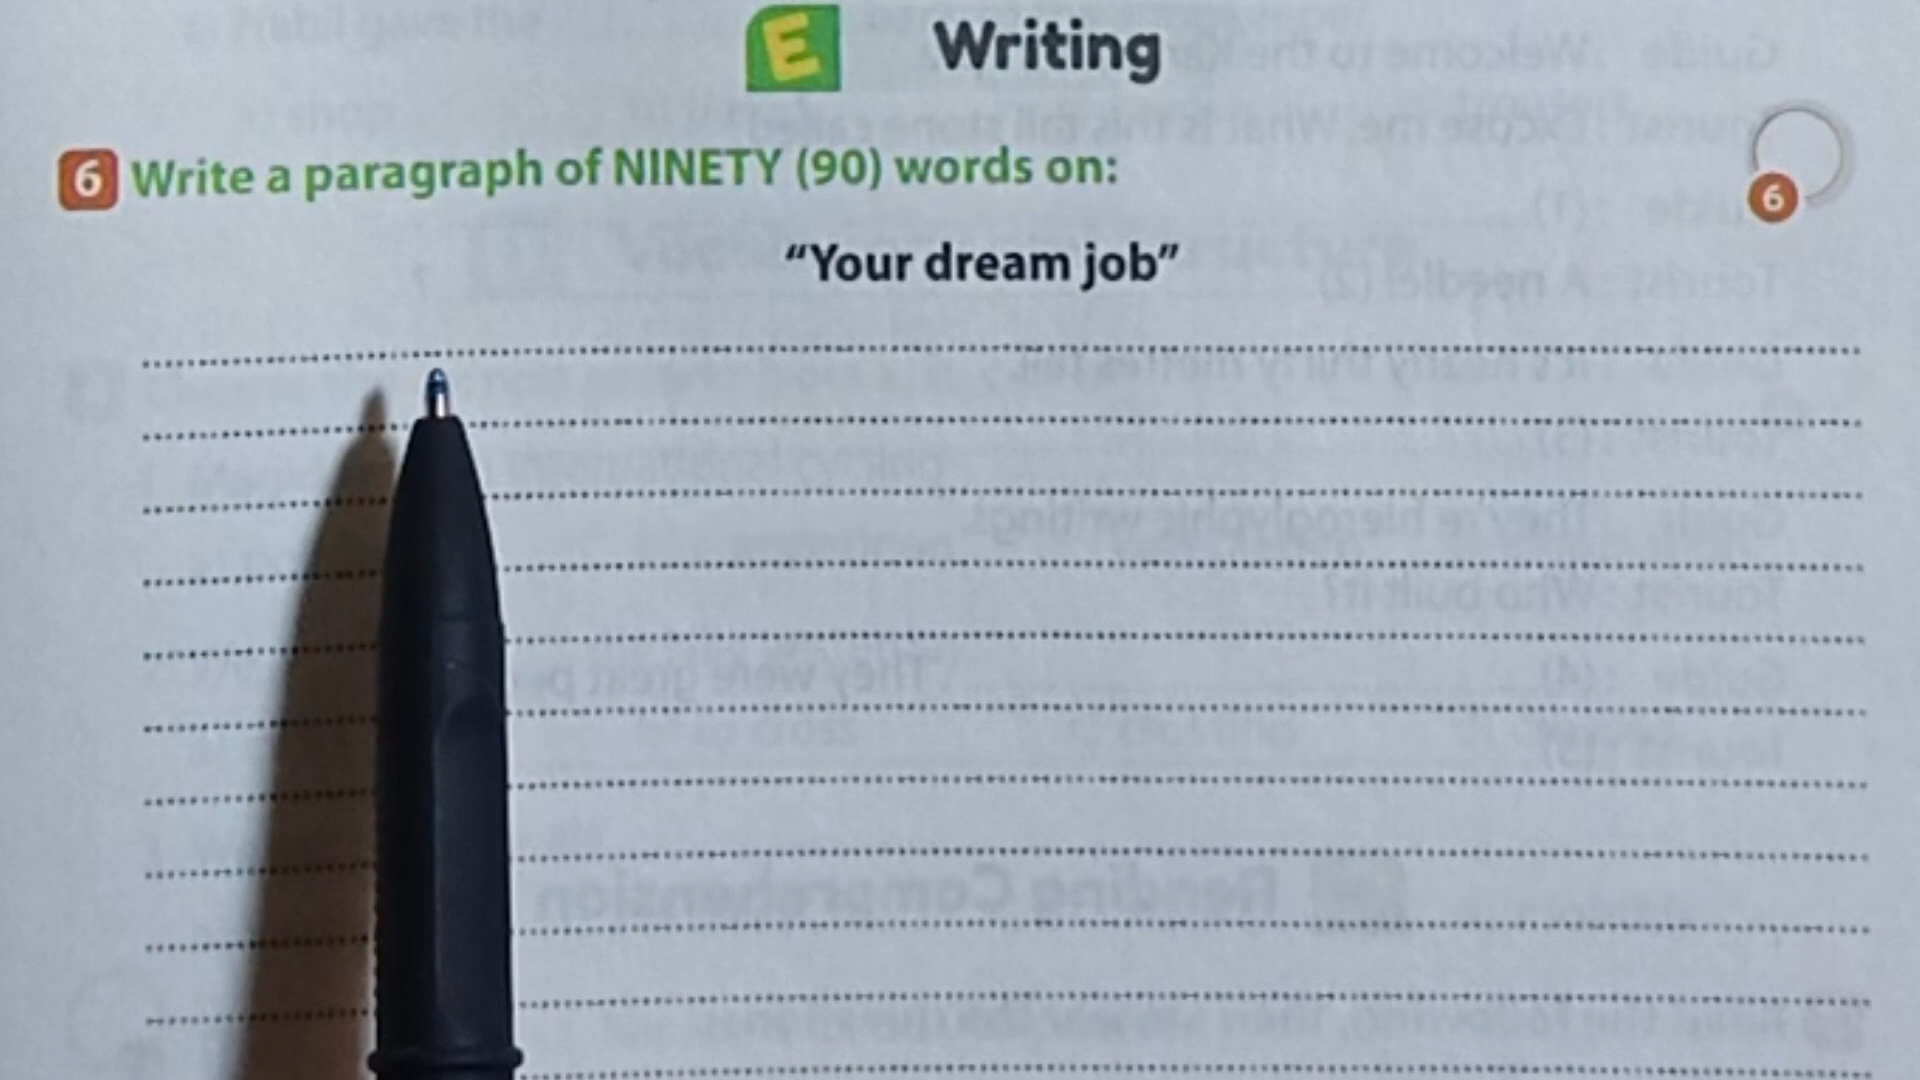 E Writing
6 Write a paragraph of NINETY (90) words on:
6
“Your dream job”